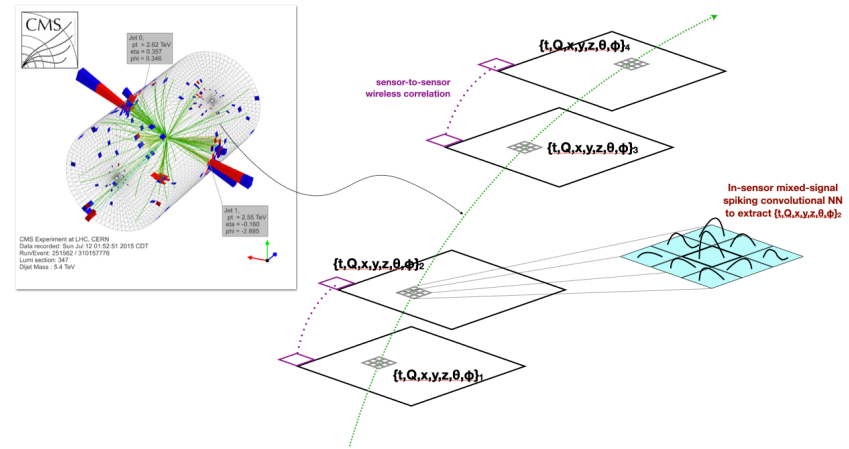 CMS
Jet 0,
pt = 2.62 TeV
eta = 0.357
phi = 0.346
Jet 1,
pt = 2.55 TeV
eta = -0.160
phi = -2.885
CMS Experiment at LHC, CERN
Data recorded: Sun Jul 12 01:52:51 2015 CDT
Run/Event: 251562 / 310157776
Lumi section: 347
Dijet Mass : 5.4 TeV
sensor-to-sensor
wireless correlation
{t,Q,x,y,z,θ,ϕ}₄
{t,Q,x,y,z,θ,ϕ}₃
In-sensor mixed-signal
spiking convolutional NN
to extract {t,Q,x,y,z,θ,ϕ}₂
{t,Q,x,y,z,θ,ϕ}₂
{t,Q,x,y,z,θ,ϕ}₁